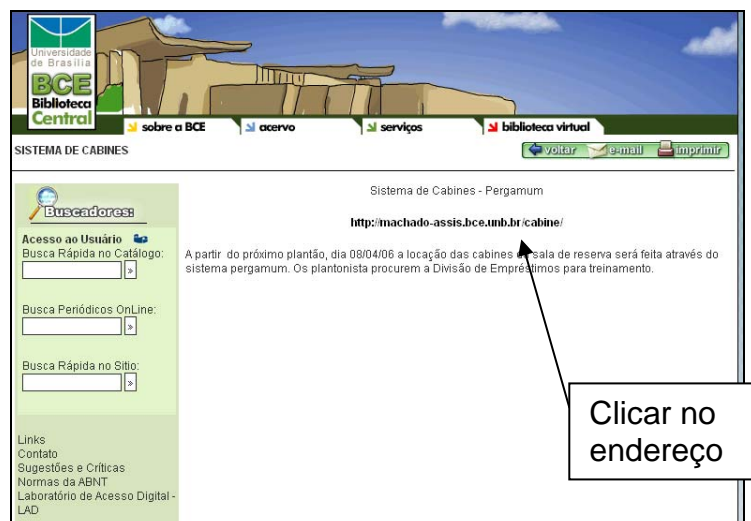 Universidade
de Brasília
BCE
Biblioteca
Central
sobre a BCE
acervo
serviços
biblioteca virtual
SISTEMA DE CABINES
voltar
e-mail
imprimir
Buscadores
Acesso ao Usuário
Busca Rápida no Catálogo:
»
Busca Periódicos OnLine:
»
Busca Rápida no Sitio:
»
Links
Contato
Sugestões e Críticas
Normas da ABNT
Laboratório de Acesso Digital -
LAD
Sistema de Cabines - Pergamum
http://machado-assis.bce.unb.br/cabine/
A partir do próximo plantão, dia 08/04/06 a locação das cabines sala de reserva será feita através do
sistema pergamum. Os plantonista procurem a Divisão de Empréstimos para treinamento.
Clicar no
endereço